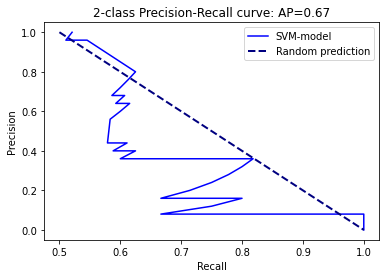 2-class Precision-Recall curve: AP=0.67
SVM-model
Random prediction
Precision
1.0
0.8
0.6
0.4
0.2
0.0
0.5 0.6 0.7 0.8 0.9 1.0
Recall